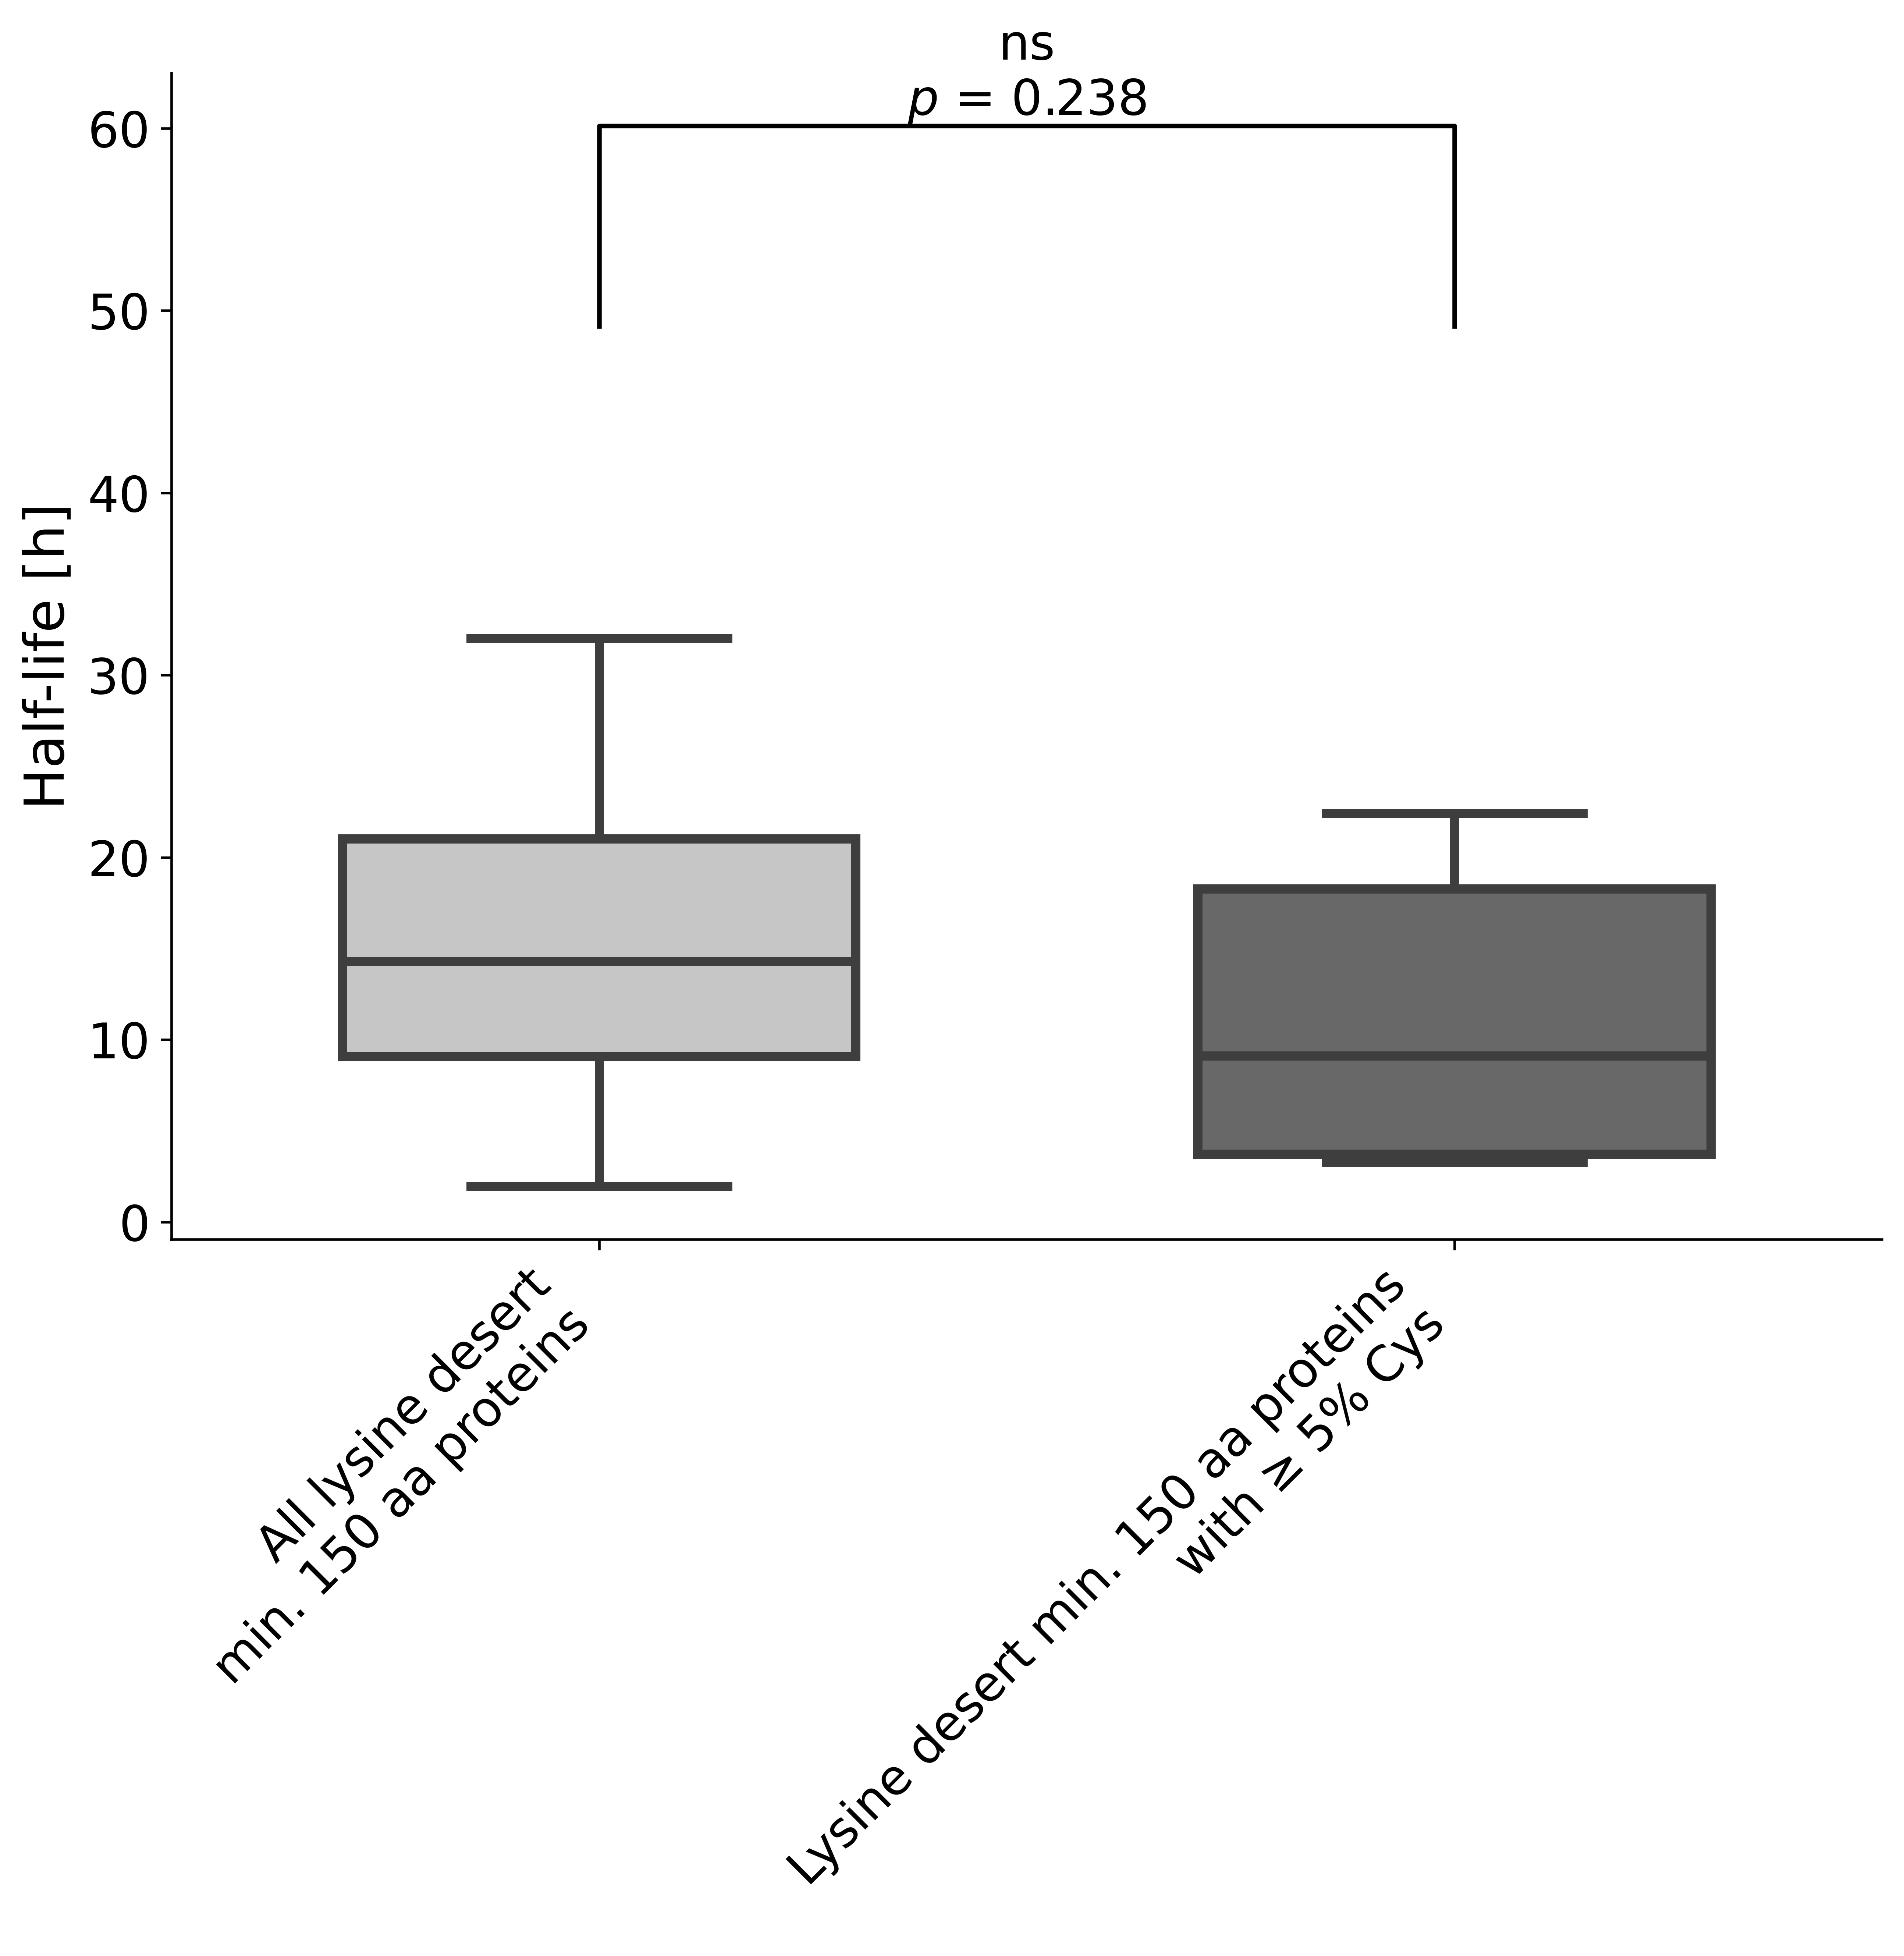 ns
p = 0.238
60
50
40
30
20
10
0
Half-life [h]
All lysine desert
min. 150 aa proteins
Lysine desert min. 150 aa proteins
with ≥ 5% Cys